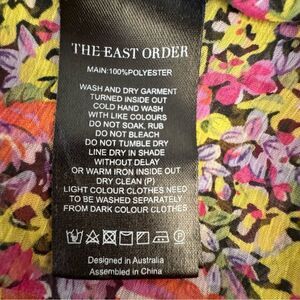 THE EAST ORDER
MAIN:100%POLYESTER
WASH AND DRY GARMENT
TURNED INSIDE OUT
COLD HAND WASH
WITH LIKE COLOURS
DO NOT SOAK, RUB
DO NOT BLEACH
DO NOT TUMBLE DRY
LINE DRY IN SHADE
WITHOUT DELAY
OR WARM IRON INSIDE OUT
DRY CLEAN (P)
LIGHT COLOUR CLOTHES NEED
TO BE WASHED SEPARATELY
FROM DARK COLOUR CLOTHES
Designed in Australia
Assembled in China